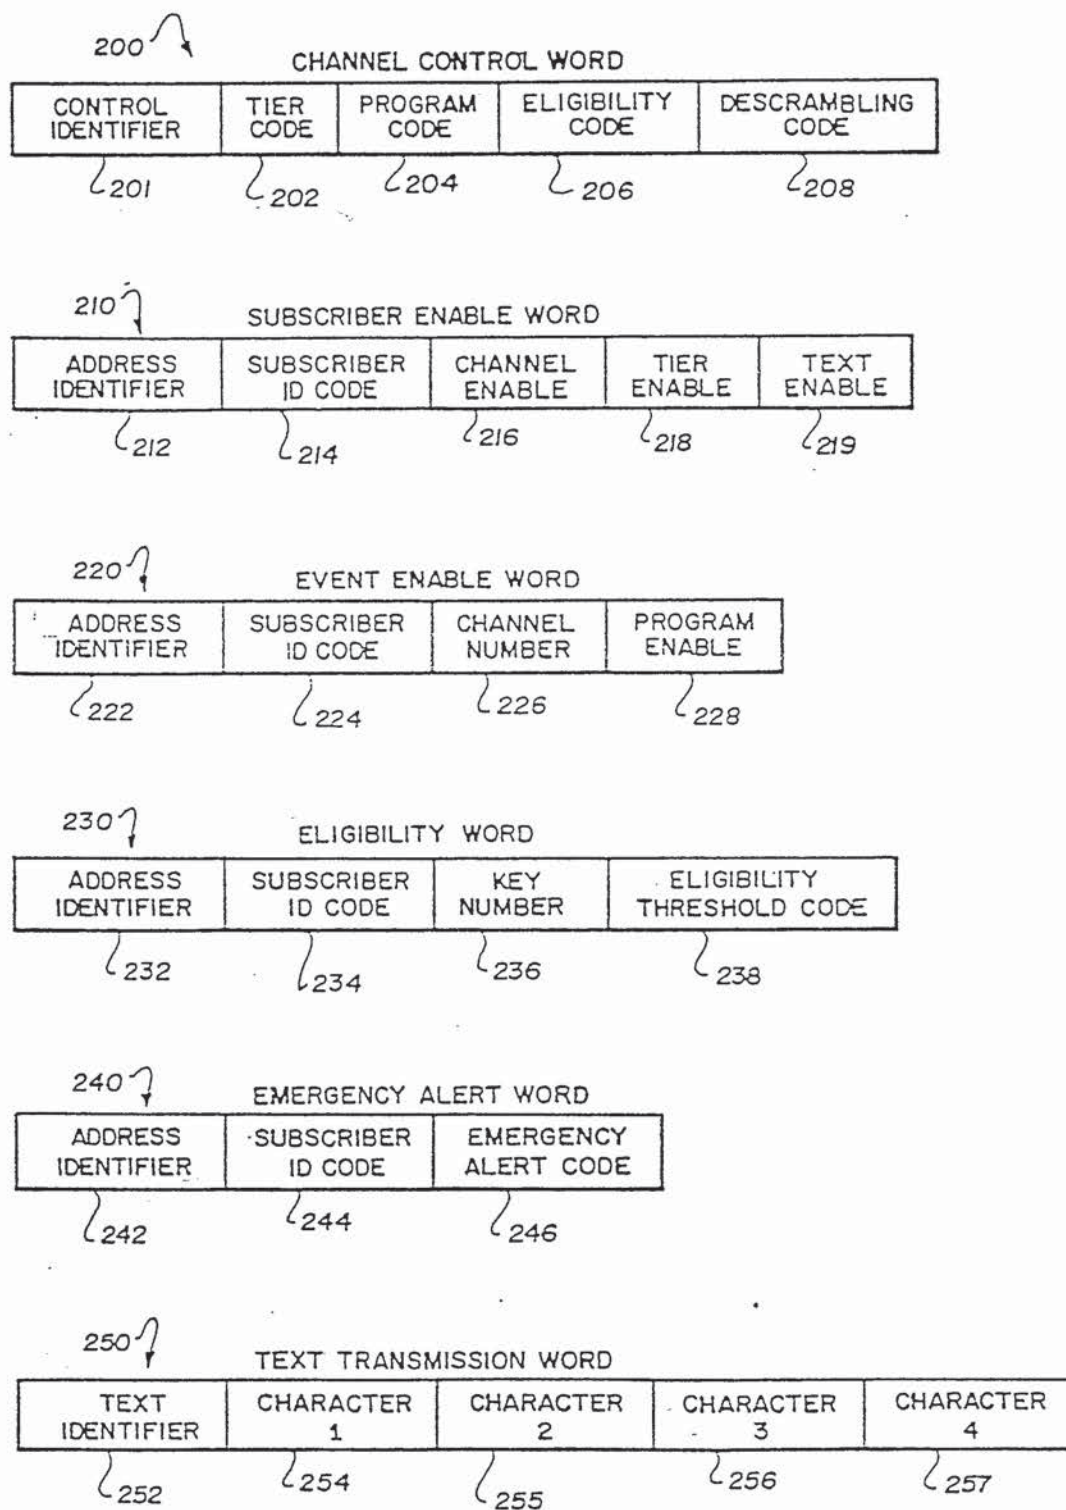 200
CHANNEL CONTROL WORD
CONTROL IDENTIFIER
TIER CODE
PROGRAM CODE
ELIGIBILITY CODE
DESCRAMBLING CODE
201
202
204
206
208
210
SUBSCRIBER ENABLE WORD
ADDRESS IDENTIFIER
SUBSCRIBER ID CODE
CHANNEL ENABLE
TIER ENABLE
TEXT ENABLE
212
214
216
218
219
220
EVENT ENABLE WORD
ADDRESS IDENTIFIER
SUBSCRIBER ID CODE
CHANNEL NUMBER
PROGRAM ENABLE
222
224
226
228
230
ELIGIBILITY WORD
ADDRESS IDENTIFIER
SUBSCRIBER ID CODE
KEY NUMBER
ELIGIBILITY THRESHOLD CODE
232
234
236
238
240
EMERGENCY ALERT WORD
ADDRESS IDENTIFIER
SUBSCRIBER ID CODE
EMERGENCY ALERT CODE
242
244
246
250
TEXT TRANSMISSION WORD
TEXT IDENTIFIER
CHARACTER 1
CHARACTER 2
CHARACTER 3
CHARACTER 4
252
254
255
256
257